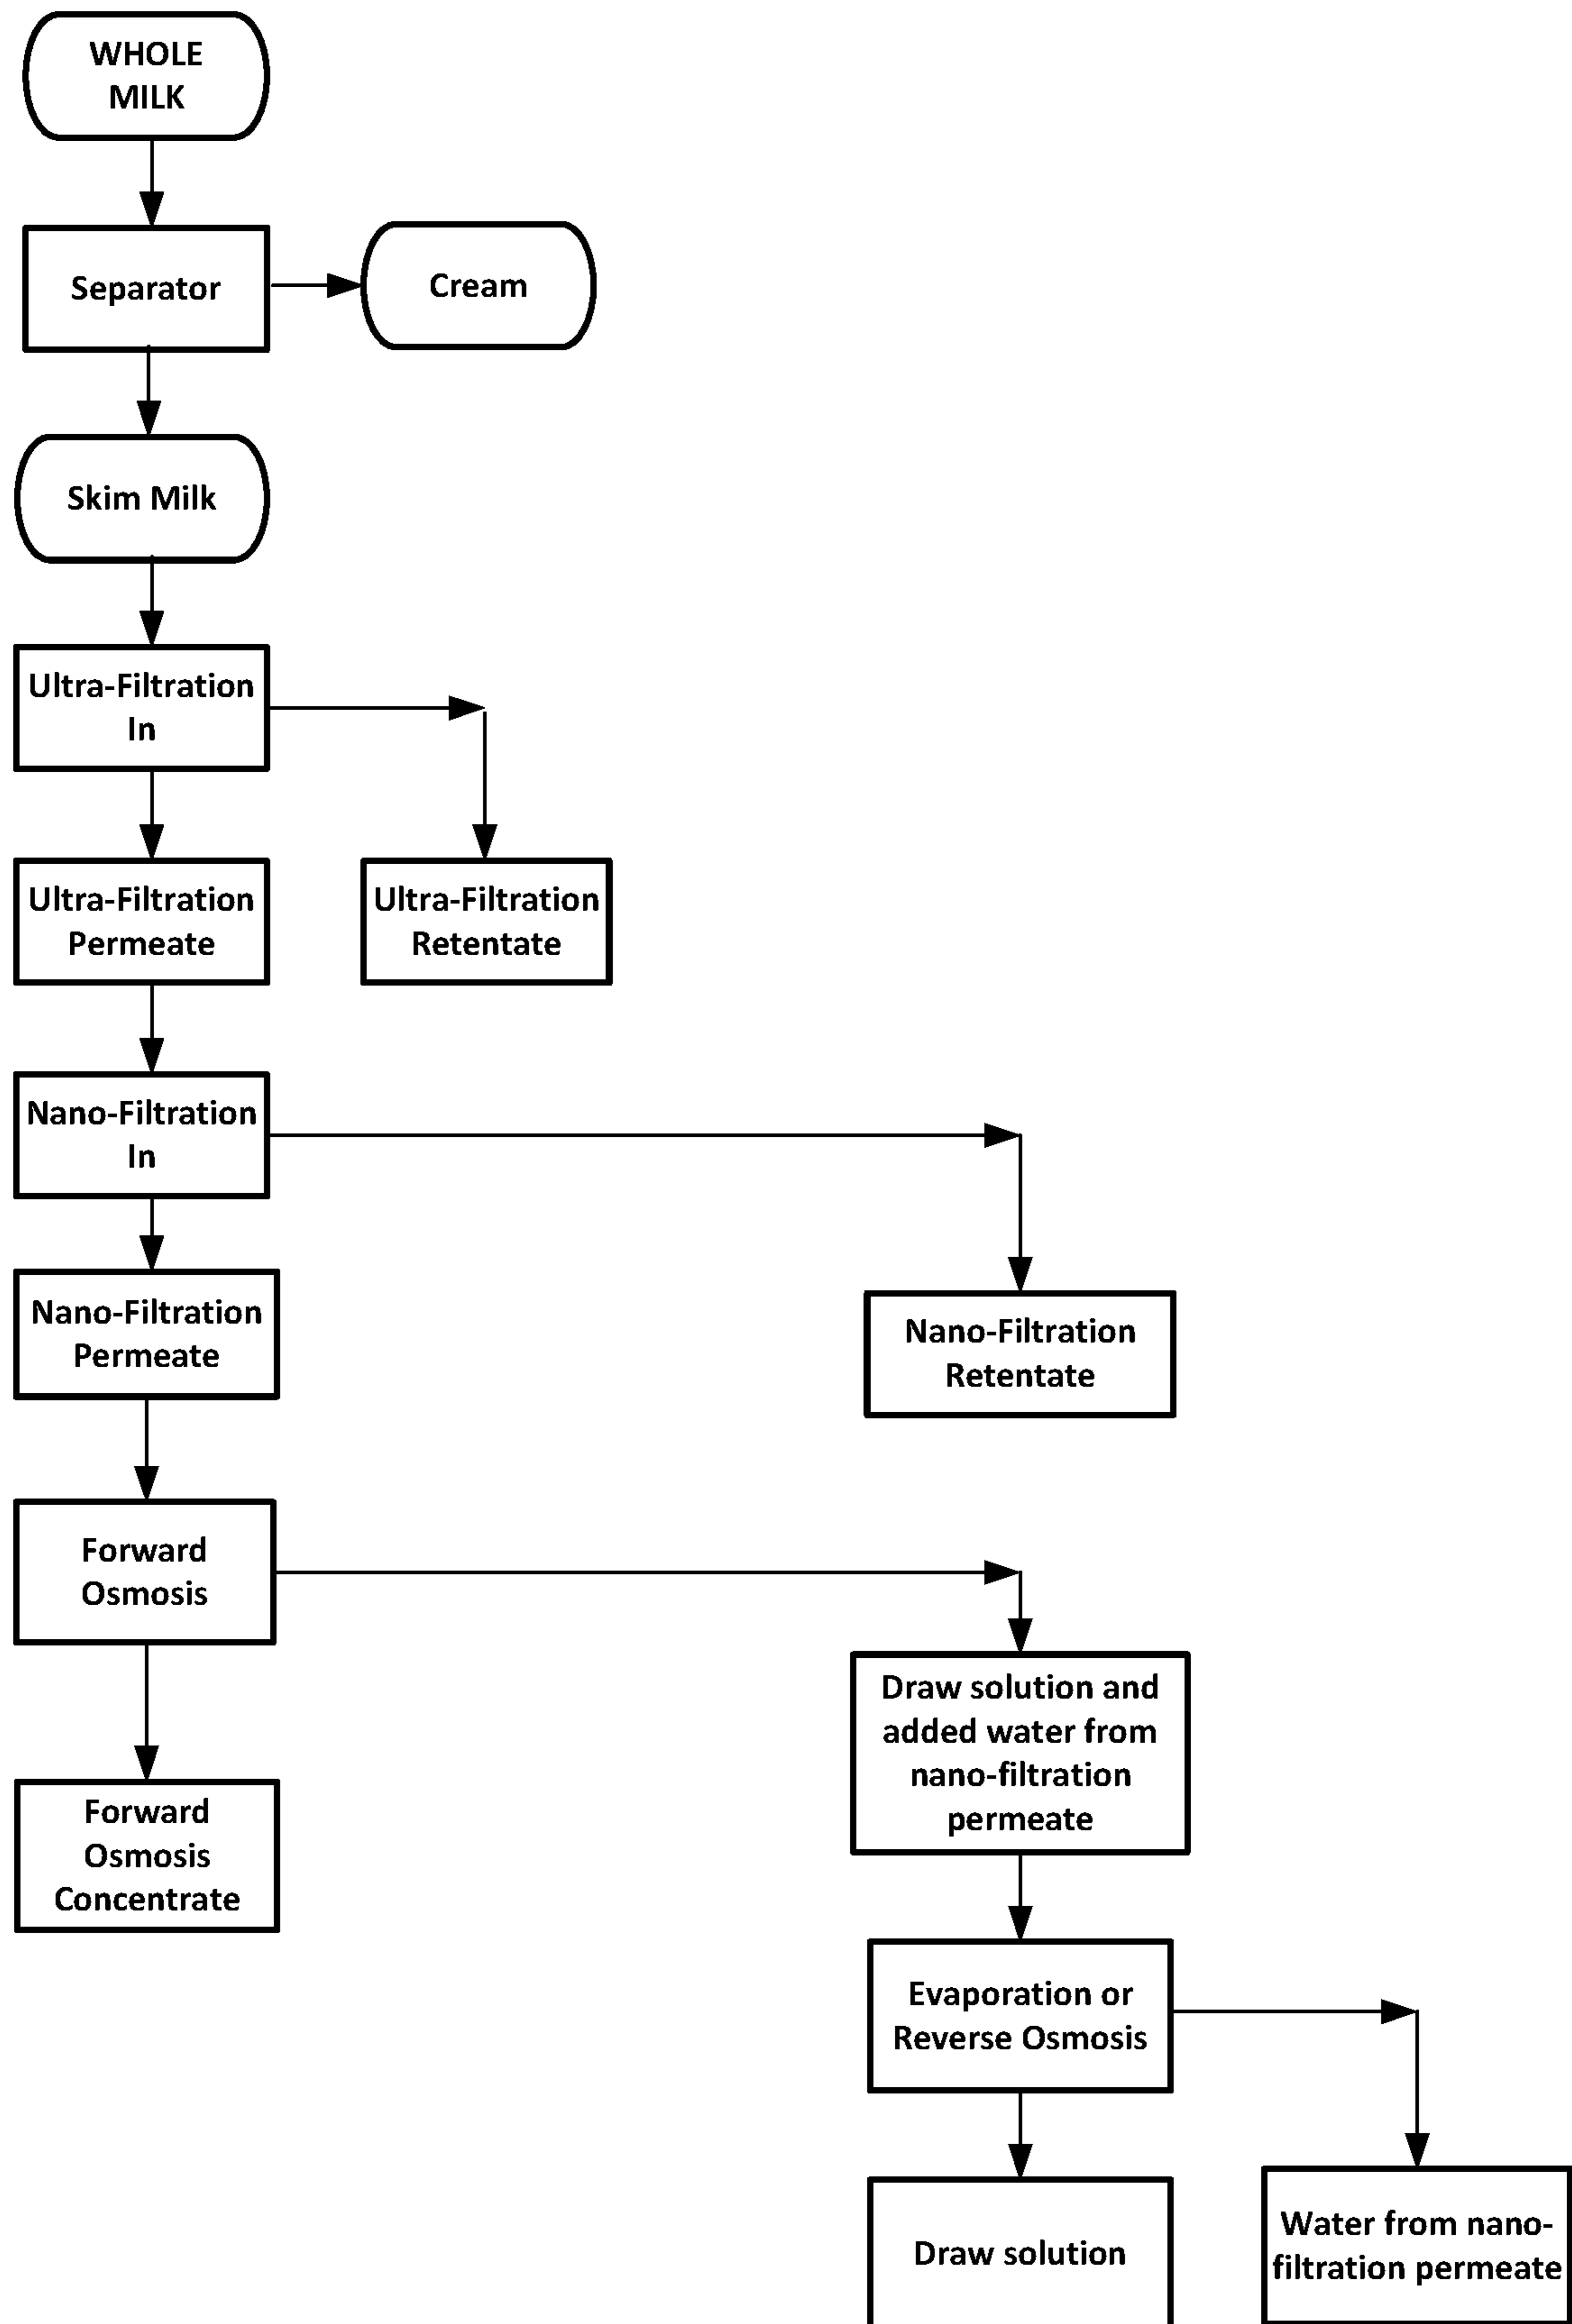 WHOLE
MILK
Separator
Cream
Skim Milk
Ultra-Filtration
In
Ultra-Filtration
Permeate
Ultra-Filtration
Retentate
Nano-Filtration
In
Nano-Filtration
Permeate
Nano-Filtration
Retentate
Forward
Osmosis
Draw solution and
added water from
nano-filtration
permeate
Forward
Osmosis
Concentrate
Evaporation or
Reverse Osmosis
Draw solution
Water from nano-
filtration permeate